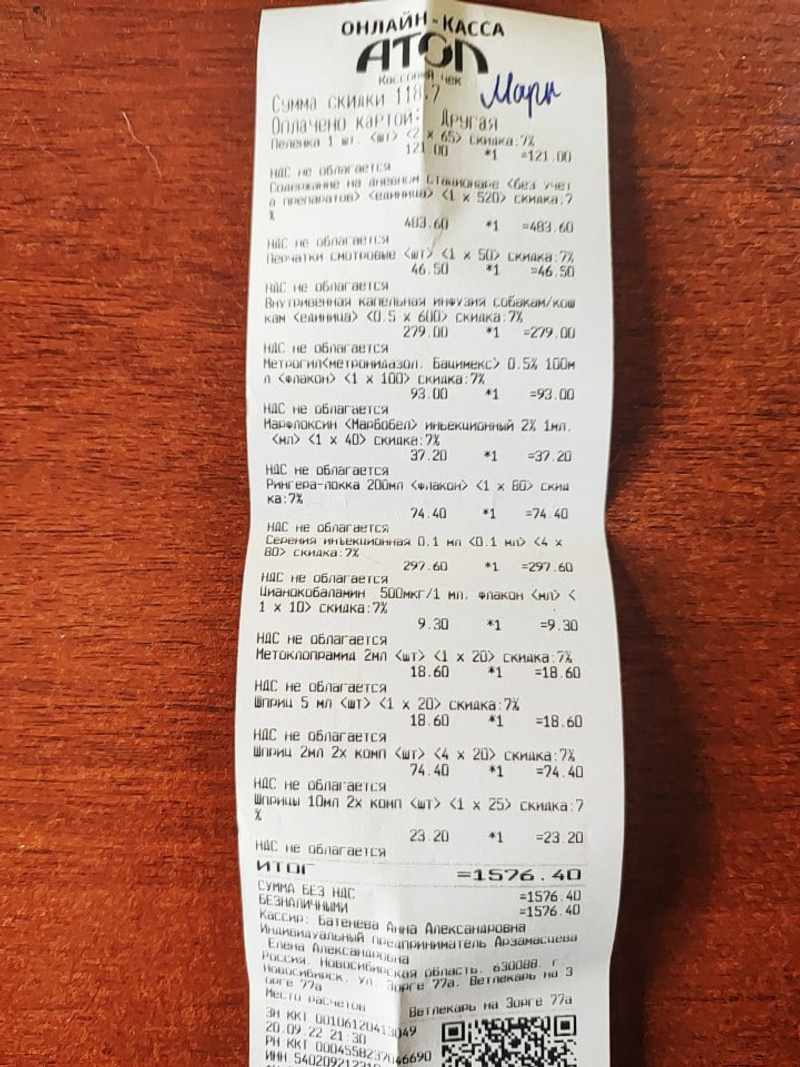 ОНЛАЙН-КАССА
АТОЛ
Кассовый чек
Сумма скидки 118.7
Оплачено картой: Другая
Пеленка 1 шт. <шт> <2 x 65> скидка:7%
121.00 *1 =121.00
НДС не облагается
Содержание на дневном стационаре <без учет
а препаратов> <единица> <1 x 520> скидка:7
%
483.60 *1 =483.60
НДС не облагается
Перчатки смотровые <шт> <1 x 50> скидка:7%
46.50 *1 =46.50
НДС не облагается
Внутривенная капельная инфузия собакам/кош
кам <единица> <0.5 x 600> скидка:7%
279.00 *1 =279.00
НДС не облагается
Метрогил<метронидазол. Бацимекс> 0.5% 100м
л <флакон> <1 x 100> скидка:7%
93.00 *1 =93.00
НДС не облагается
Марфлоксин <Марбобел> инъекционный 2% 1мл.
<мл> <1 x 40> скидка:7%
37.20 *1 =37.20
НДС не облагается
Рингера-локка 200мл <флакон> <1 x 80> скид
ка:7%
74.40 *1 =74.40
НДС не облагается
Серения инъекционная 0.1 мл <0.1 мл> <4 x
80> скидка:7%
297.60 *1 =297.60
НДС не облагается
Цианокобаламин 500мкг/1 мл. флакон <мл> <
1 x 10> скидка:7%
9.30 *1 =9.30
НДС не облагается
Метоклопрамид 2мл <шт> <1 x 20> скидка:7%
18.60 *1 =18.60
НДС не облагается
Шприц 5 мл <шт> <1 x 20> скидка:7%
18.60 *1 =18.60
НДС не облагается
Шприц 2мл 2х комп <шт> <4 x 20> скидка:7%
74.40 *1 =74.40
НДС не облагается
Шприцы 10мл 2х комп <шт> <1 x 25> скидка:7
%
23.20 *1 =23.20
НДС не облагается
ИТОГ =1576.40
СУММА БЕЗ НДС =1576.40
БЕЗНАЛИЧНЫМИ =1576.40
Кассир: Батенева Анна Александровна
Индивидуальный предприниматель Арзамасцева
Елена Александровна
Россия, Новосибирская область, 630088, г.
Новосибирск, ул. Зорге 77а. Ветлекарь на З
орге 77а
Место расчетов Ветлекарь на Зорге 77а
ЗН ККТ 00106120413049
20.09.22 21:30
РН ККТ 0004558237046690
ИНН